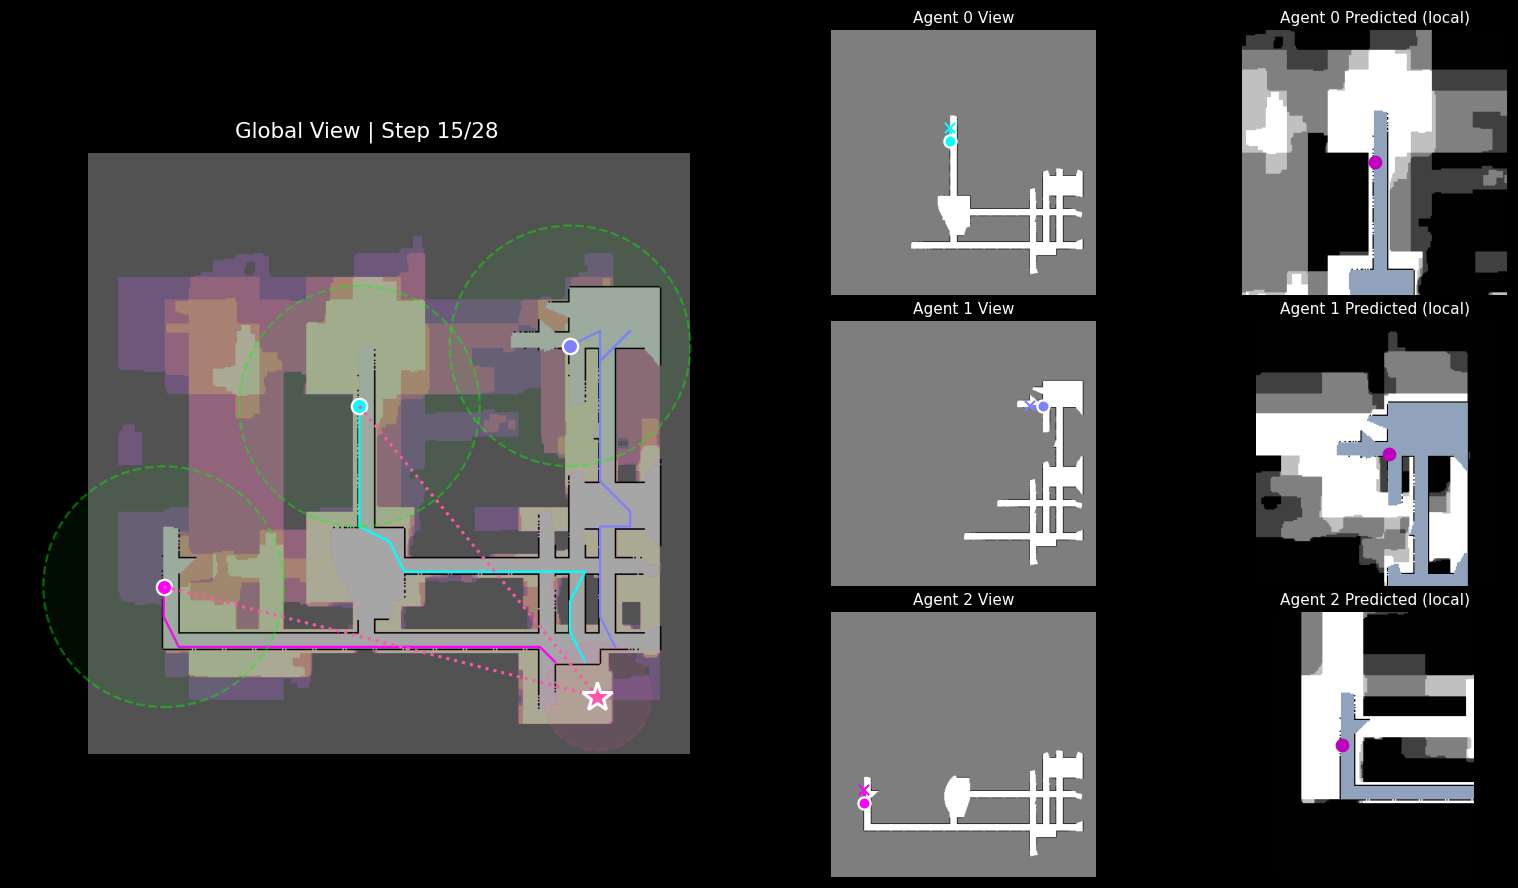 Global View | Step 15/28
Agent 0 View
Agent 0 Predicted (local)
Agent 1 View
Agent 1 Predicted (local)
Agent 2 View
Agent 2 Predicted (local)